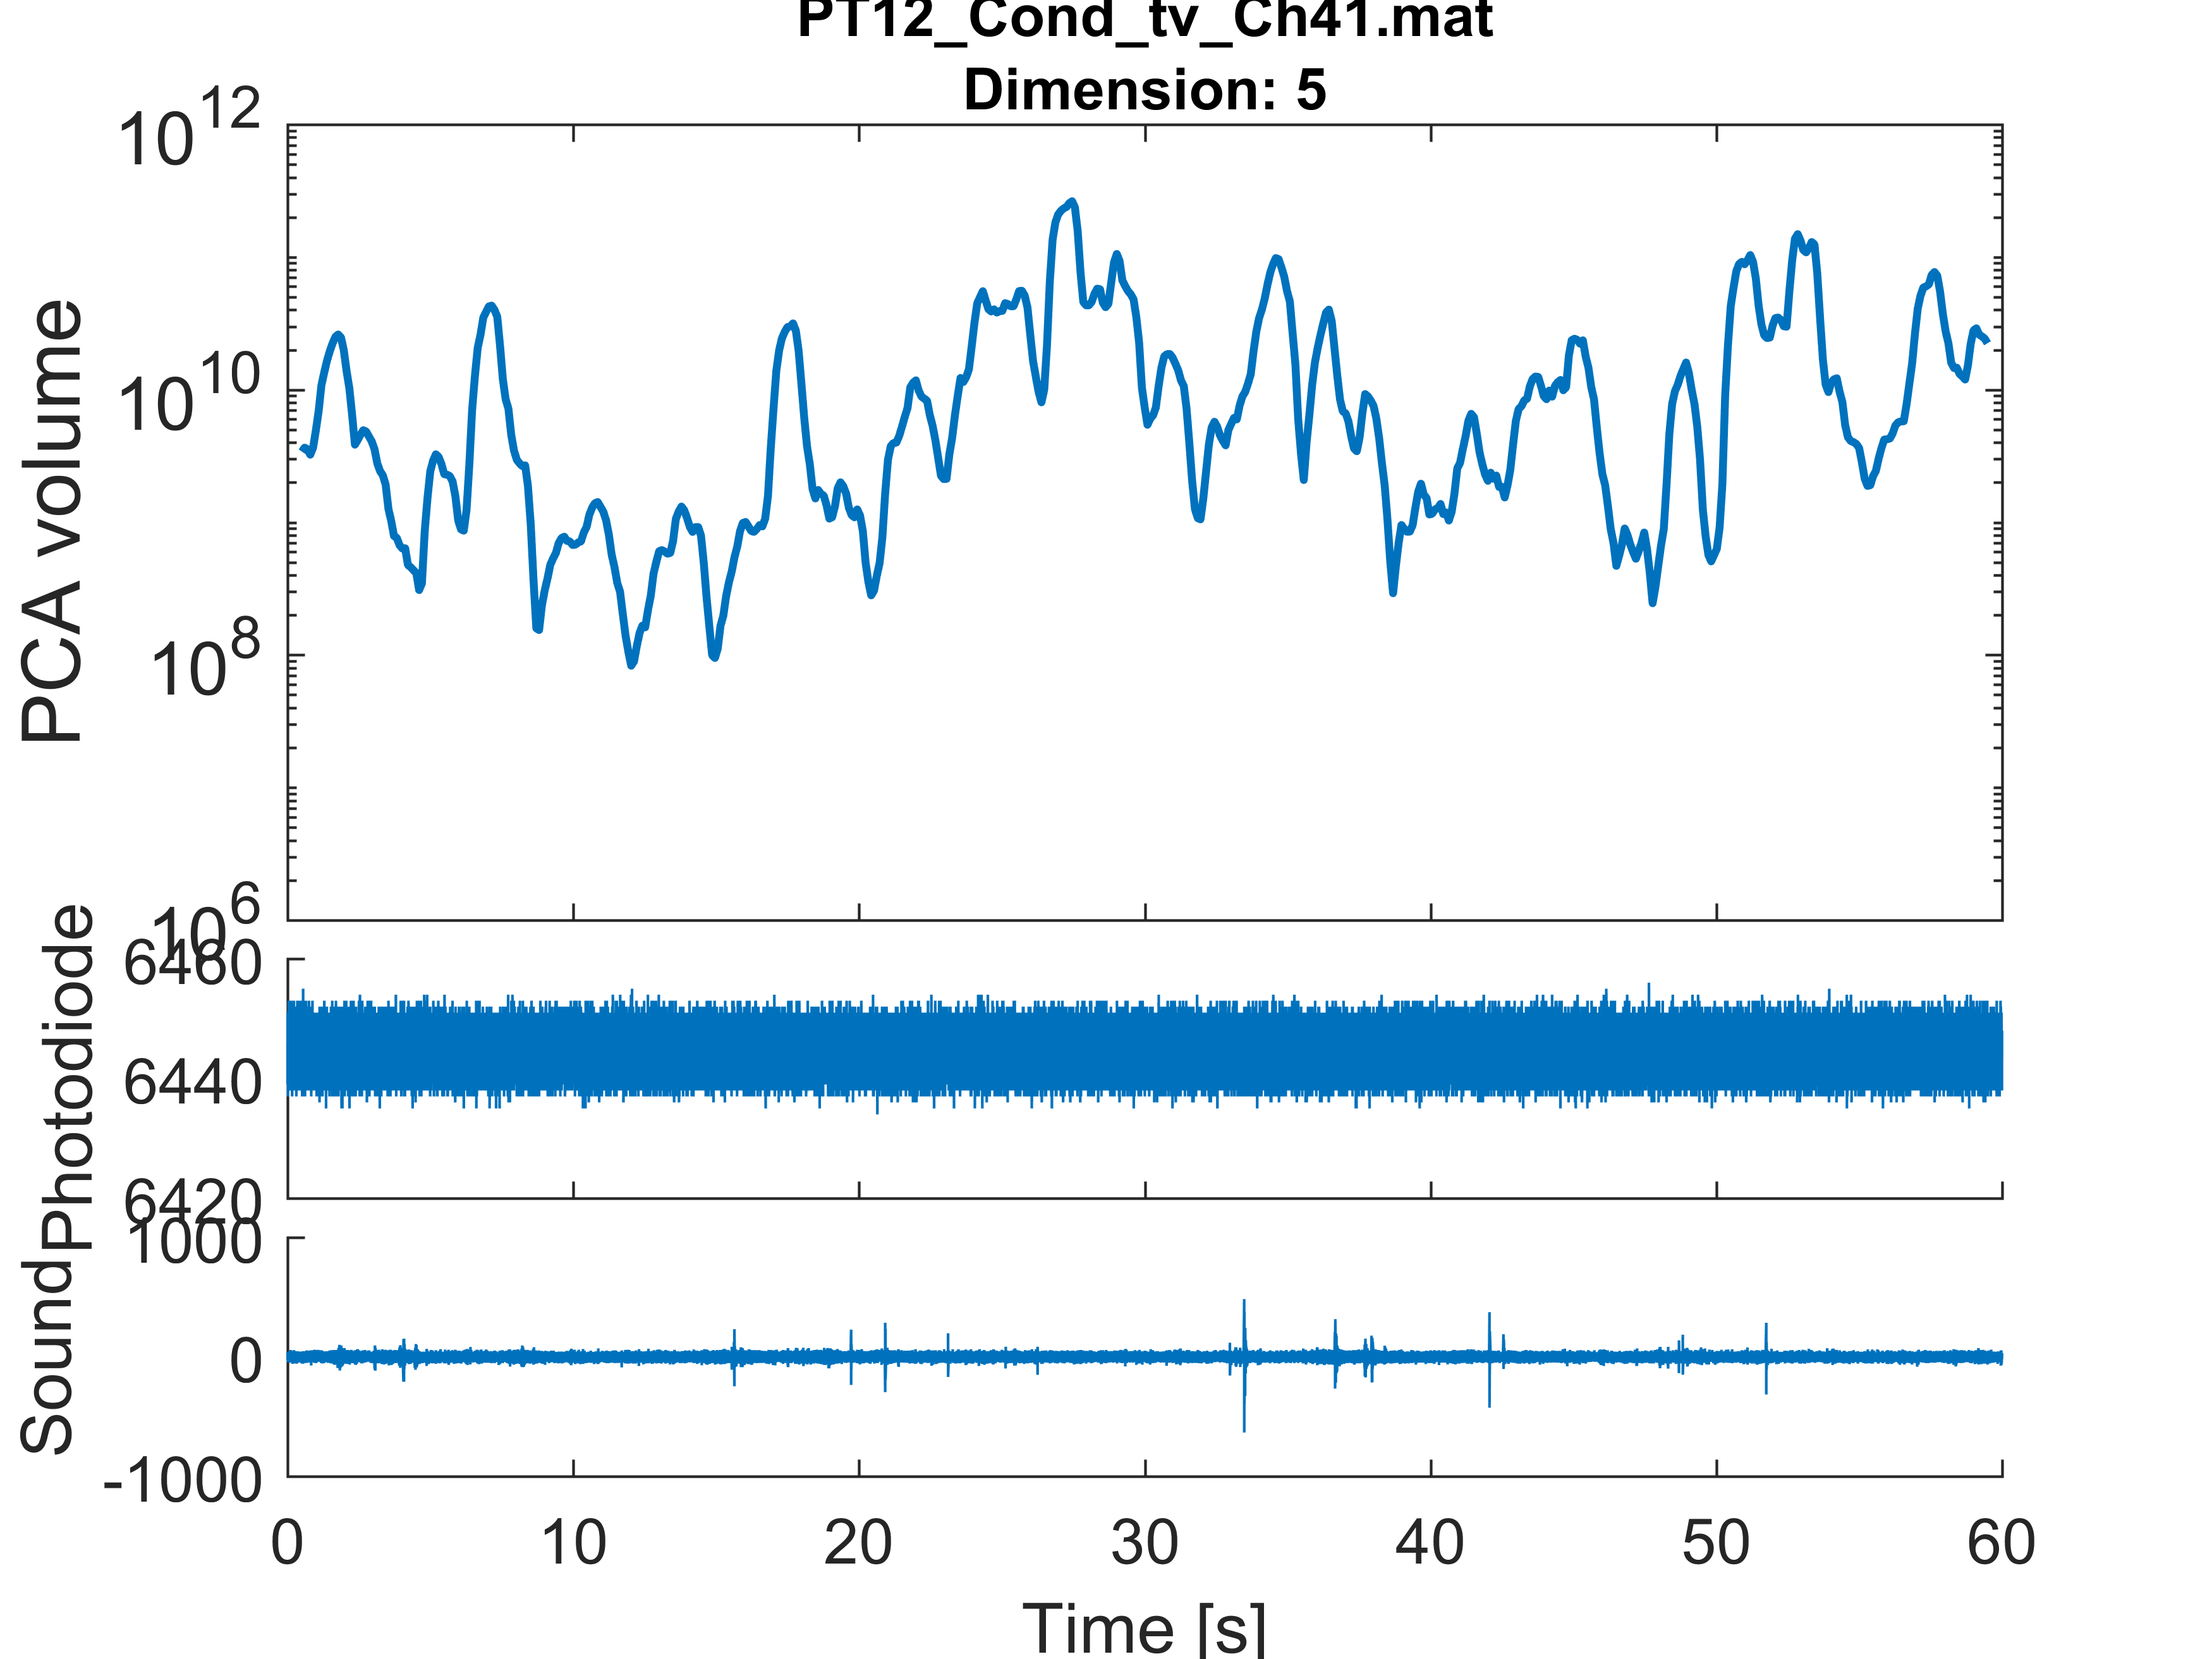 PT12_Cond_tv_Ch41.mat
Dimension: 5
PCA volume
10^12
10^10
10^8
10^6
Photodiode
6460
6440
6420
Sound
1000
0
-1000
0 10 20 30 40 50 60
Time [s]